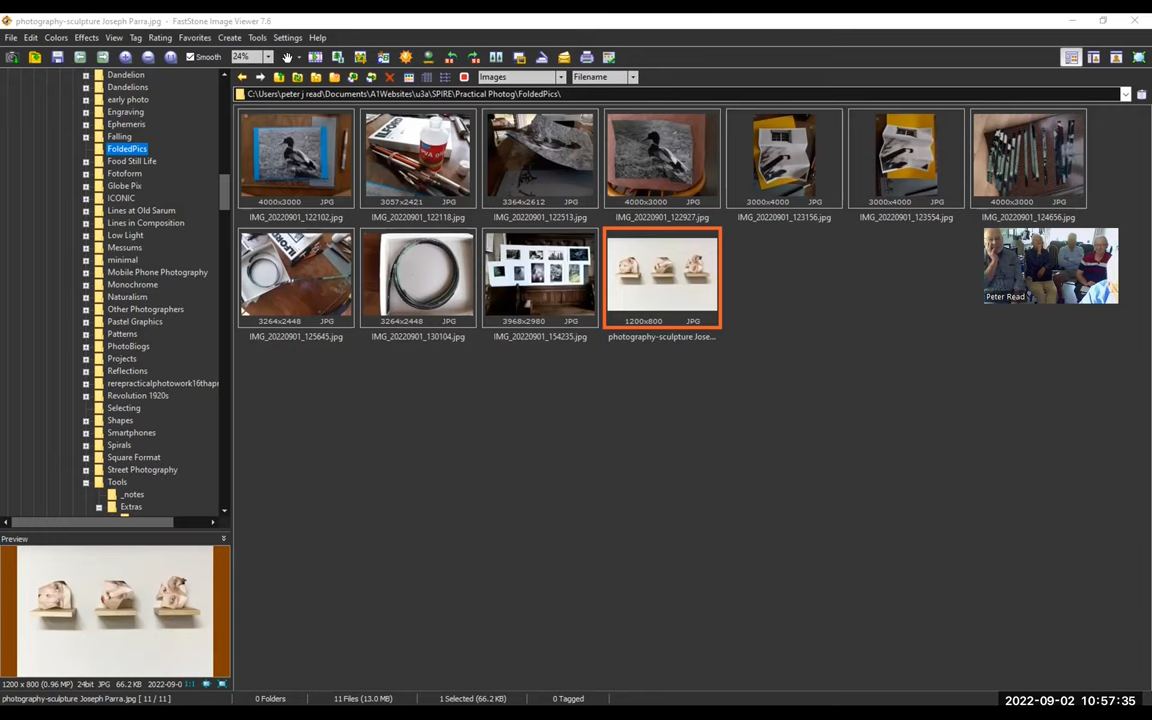 photography-sculpture Joseph Parra.jpg - FastStone Image Viewer 7.6
File Edit Colors Effects View Tag Rating Favorites Create Tools Settings Help
Smooth 24%
Images Filename
C:\Users\peter j read\Documents\A1Websites\u3a\SPIRE\Practical Photog\FoldedPics\
Dandelion
Dandelions
early photo
Engraving
Ephemeris
Falling
FoldedPics
Food Still Life
Fotoform
Globe Pix
ICONIC
Lines at Old Sarum
Lines in Composition
Low Light
Messums
minimal
Mobile Phone Photography
Monochrome
Naturalism
Other Photographers
Pastel Graphics
Patterns
PhotoBiogs
Projects
Reflections
rerepracticalphotowork16thapr
Revolution 1920s
Selecting
Shapes
Smartphones
Spirals
Square Format
Street Photography
Tools
_notes
Extras
4000x3000 JPG
3057x2421 JPG
3364x2612 JPG
4000x3000 JPG
3000x4000 JPG
3000x4000 JPG
4000x3000 JPG
IMG_20220901_122102.jpg
IMG_20220901_122118.jpg
IMG_20220901_122513.jpg
IMG_20220901_122927.jpg
IMG_20220901_123156.jpg
IMG_20220901_123554.jpg
IMG_20220901_124656.jpg
ILFORD
PVA
3264x2448 JPG
3264x2448 JPG
3968x2980 JPG
1200x800 JPG
IMG_20220901_125645.jpg
IMG_20220901_130104.jpg
IMG_20220901_154235.jpg
photography-sculpture Jose...
ILFORD
Peter Read
Preview
1200 x 800 (0.96 MP) 24bit JPG 66.2 KB 2022-09-0 1:1
photography-sculpture Joseph Parra.jpg [ 11 / 11 ]
0 Folders
11 Files (13.0 MB)
1 Selected (66.2 KB)
0 Tagged
2022-09-02 10:57:35